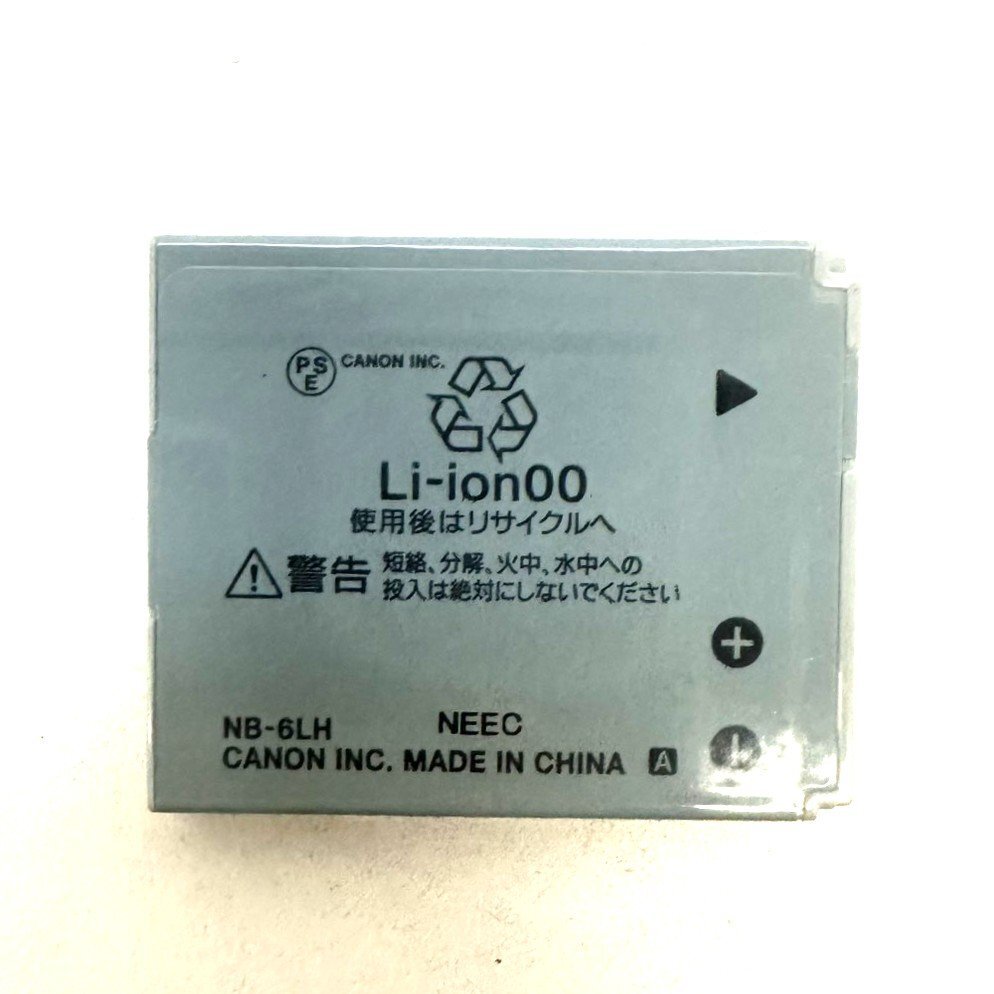 PSE CANON INC.
Li-ion00
使用後はリサイクルへ
警告 短絡、分解、火中、水中への
投入は絶対にしないでください
NB-6LH NEEC
CANON INC. MADE IN CHINA A